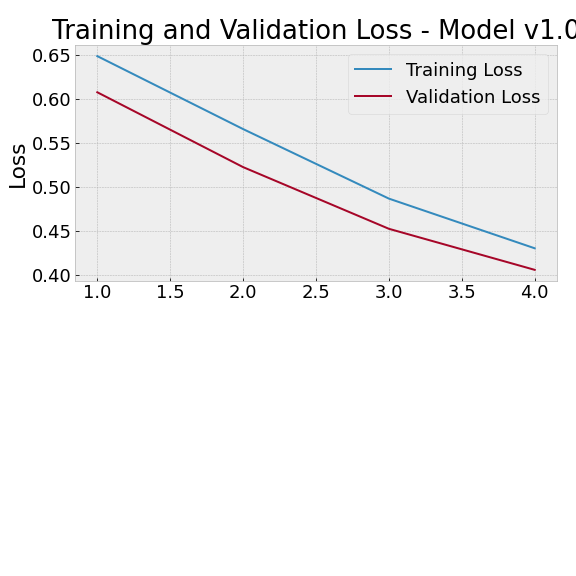 Training and Validation Loss - Model v1.0
0.65
0.60
0.55
0.50
0.45
0.40
Loss
Training Loss
Validation Loss
1.0 1.5 2.0 2.5 3.0 3.5 4.0